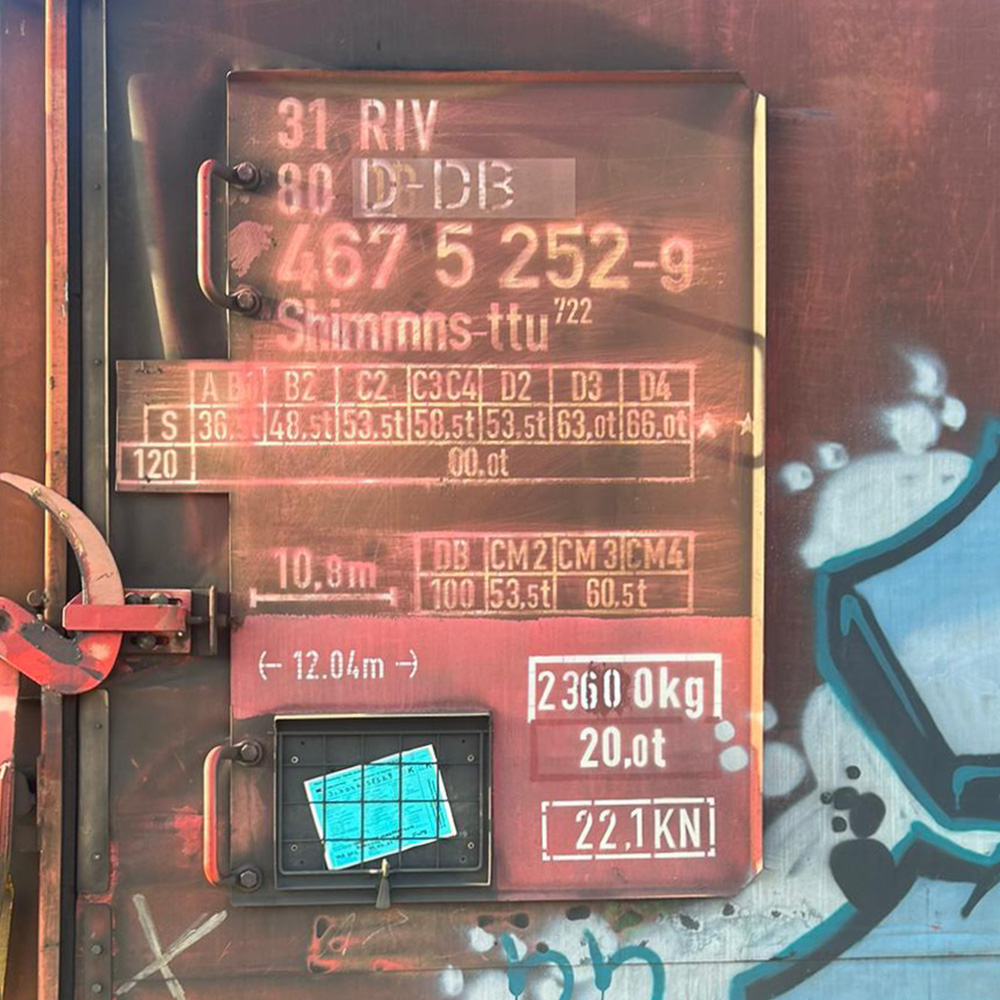 31 RIV
80 D-DB
467 5 252-9
Shimmns-ttu 722
A B1 B2 C2 C3 C4 D2 D3 D4
S 48,5t 53,5t 58,5t 53,5t 63,0t 66,0t ★ ★
120 00,0t
10,8m
DB CM2 CM3 CM4
100 53,5t 60,5t
(- 12.04m -)
23600kg
20,0t
22,1KN